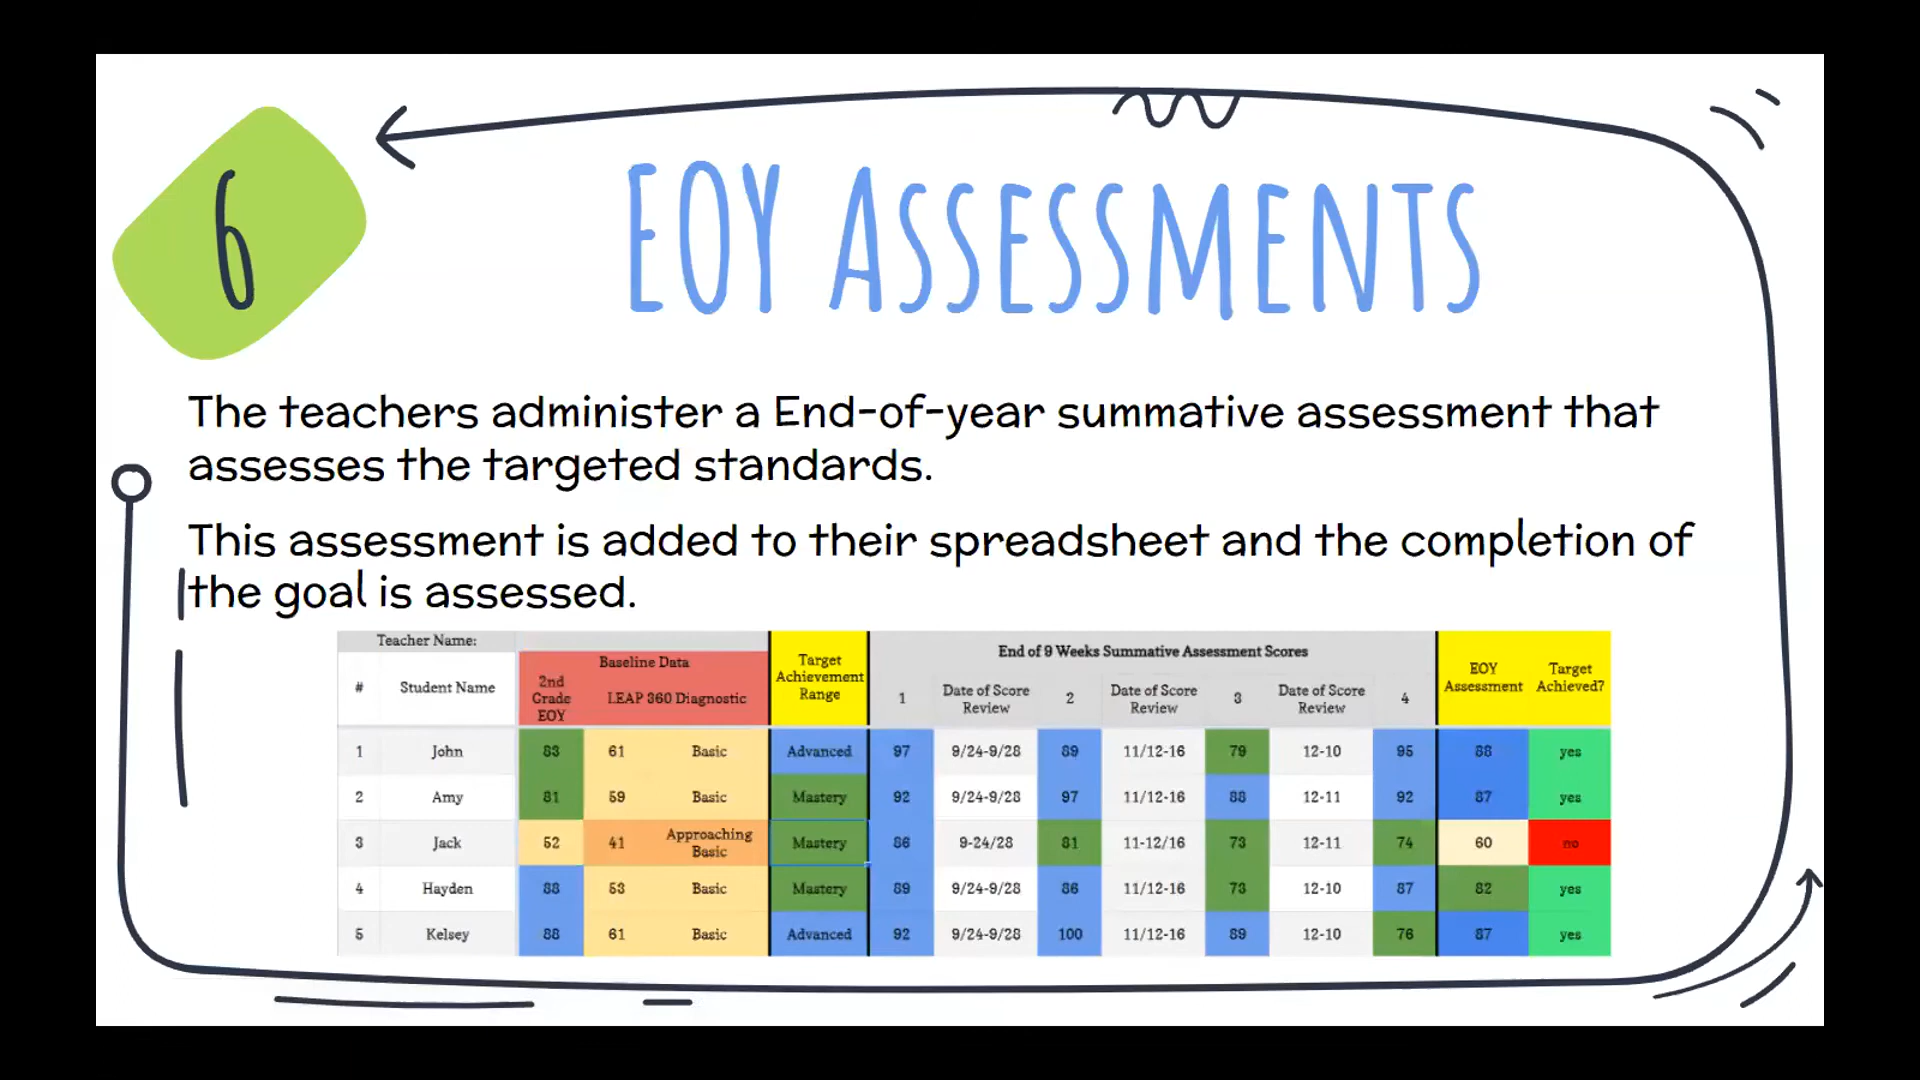 6
EOY ASSESSMENTS
The teachers administer a End-of-year summative assessment that
assesses the targeted standards.
This assessment is added to their spreadsheet and the completion of
the goal is assessed.
Teacher Name:
# Student Name 2nd Grade EOY Baseline Data LEAP 360 Diagnostic Target Achievement Range End of 9 Weeks Summative Assessment Scores EOY Assessment Target Achieved?
1 Date of Score Review 2 Date of Score Review 3 Date of Score Review 4
1 John 83 61 Basic Advanced 97 9/24-9/28 89 11/12-16 79 12-10 95 88 yes
2 Amy 81 59 Basic Mastery 92 9/24-9/28 97 11/12-16 88 12-11 92 87 yes
3 Jack 52 41 Approaching Basic Mastery 86 9-24/28 81 11-12/16 73 12-11 74 60 no
4 Hayden 88 53 Basic Mastery 89 9/24-9/28 86 11/12-16 73 12-10 87 82 yes
5 Kelsey 88 61 Basic Advanced 92 9/24-9/28 100 11/12-16 89 12-10 76 87 yes